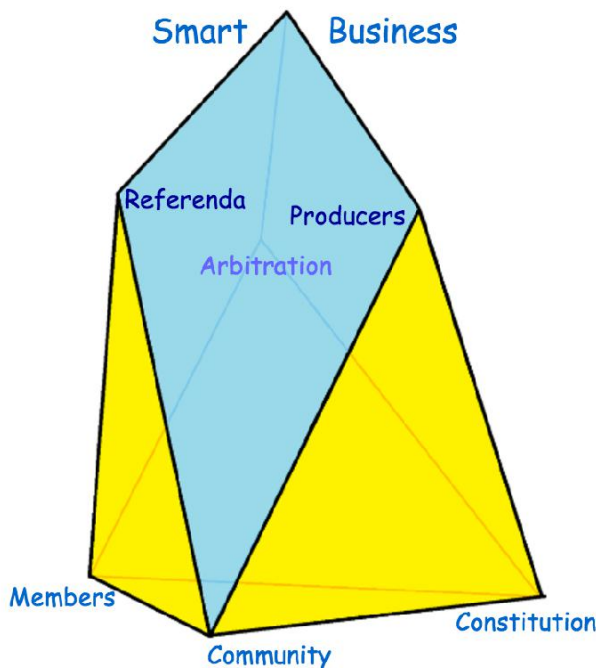 Smart Business
Referenda
Producers
Arbitration
Members
Constitution
Community